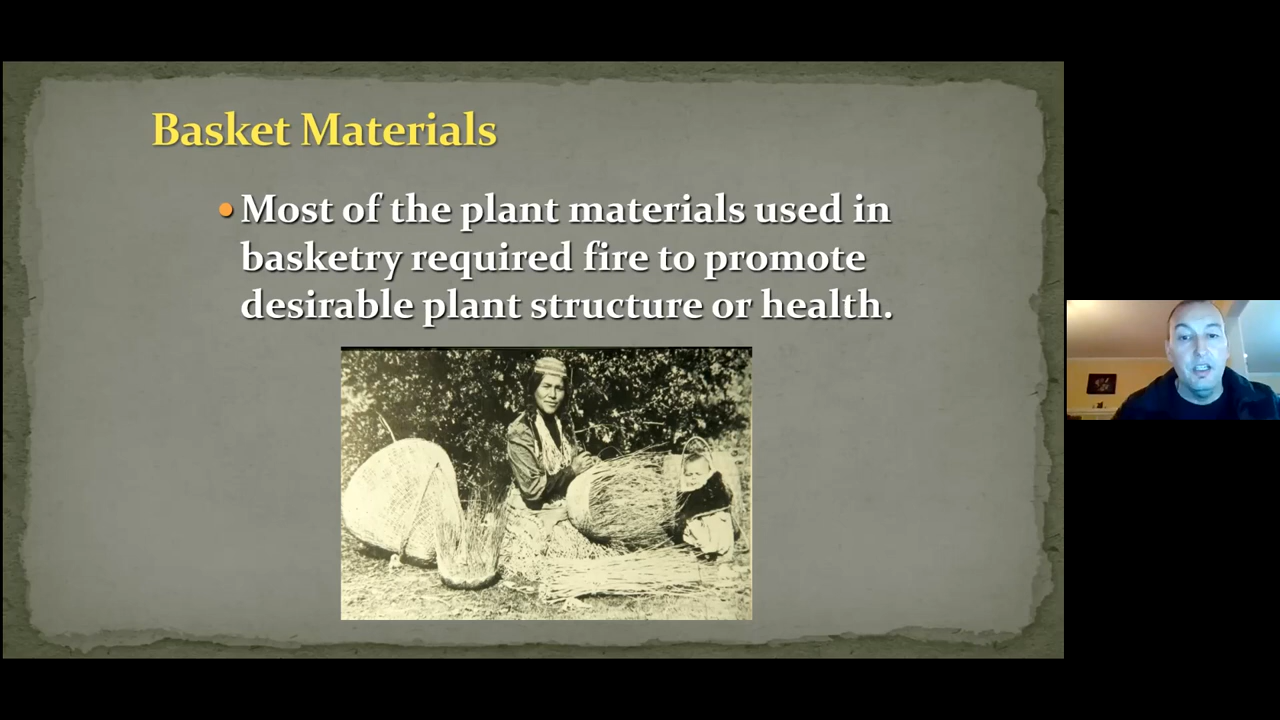 Basket Materials
• Most of the plant materials used in
basketry required fire to promote
desirable plant structure or health.